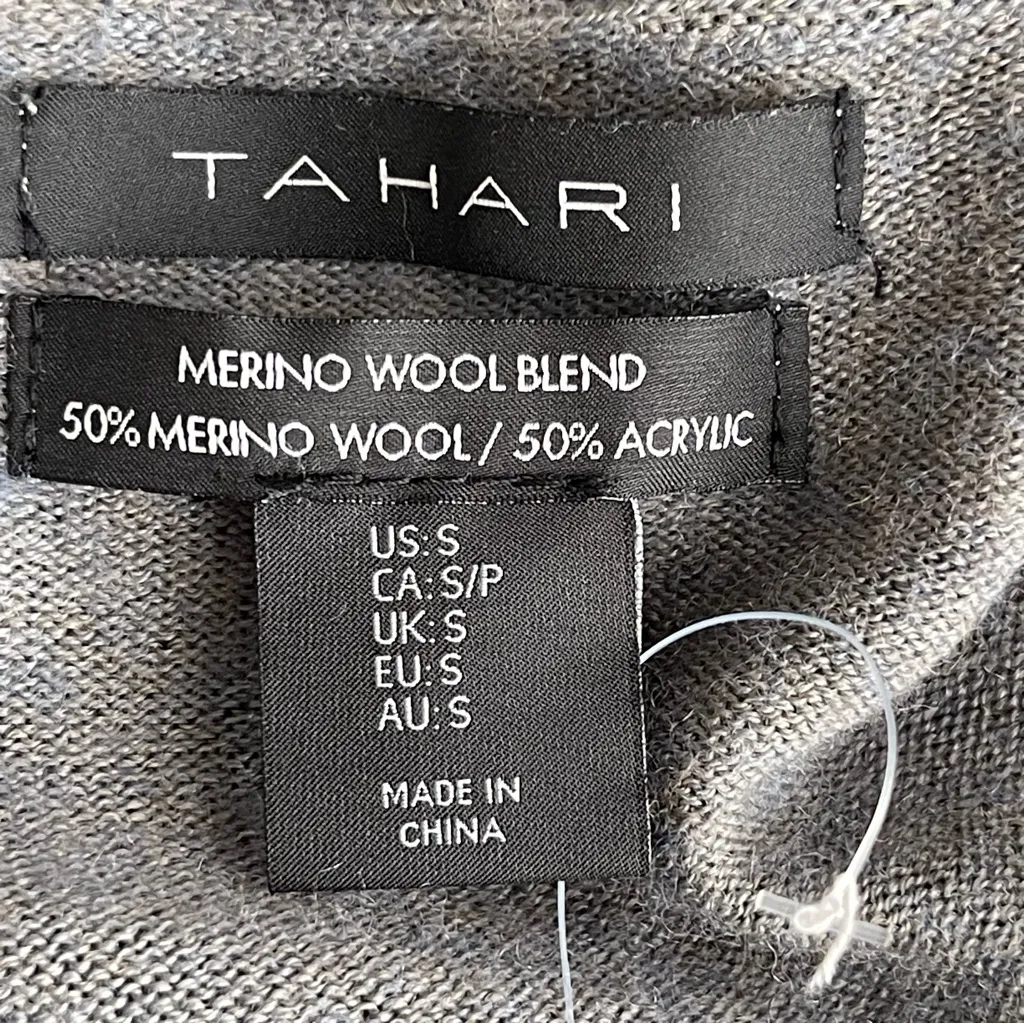 TAHARI
MERINO WOOL BLEND
50% MERINO WOOL / 50% ACRYLIC
US: S
CA: S/P
UK: S
EU: S
AU: S
MADE IN
CHINA